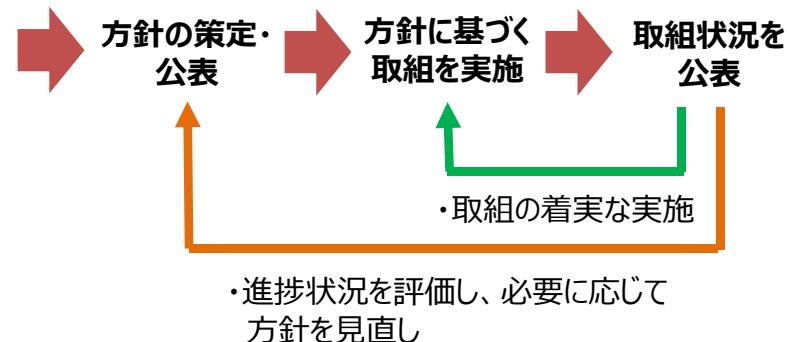 方針の策定・
公表
方針に基づく
取組を実施
取組状況を
公表
・取組の着実な実施
・進捗状況を評価し、必要に応じて
方針を見直し